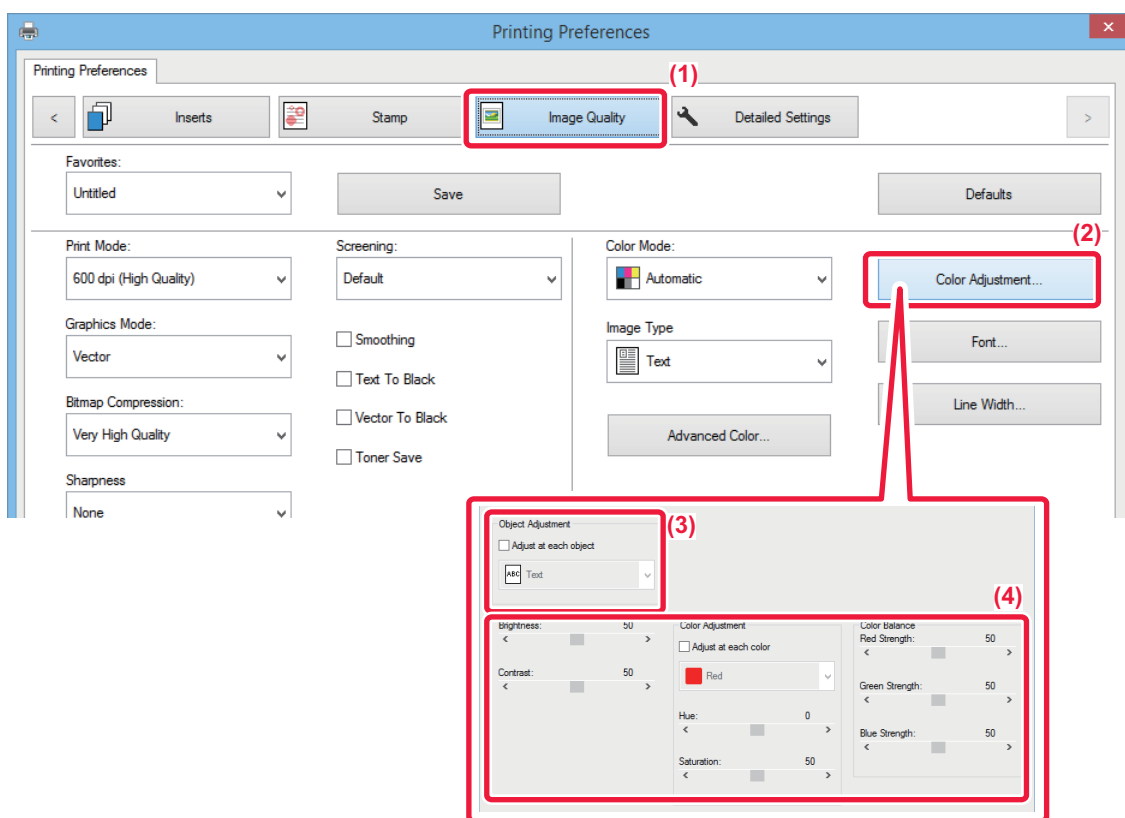 Printing Preferences
Printing Preferences
(1)
Inserts
Stamp
Image Quality
Detailed Settings
Favorites:
Untitled
Save
Defaults
(2)
Print Mode:
600 dpi (High Quality)
Graphics Mode:
Vector
Bitmap Compression:
Very High Quality
Sharpness
None
Screening:
Default
Smoothing
Text To Black
Vector To Black
Toner Save
Color Mode:
Automatic
Image Type
Text
Advanced Color...
Color Adjustment...
Font...
Line Width...
(3)
Object Adjustment
Adjust at each object
ABC Text
(4)
Brightness: 50
Contrast: 50
Color Adjustment
Adjust at each color
Red
Hue: 0
Saturation: 50
Color Balance
Red Strength: 50
Green Strength: 50
Blue Strength: 50